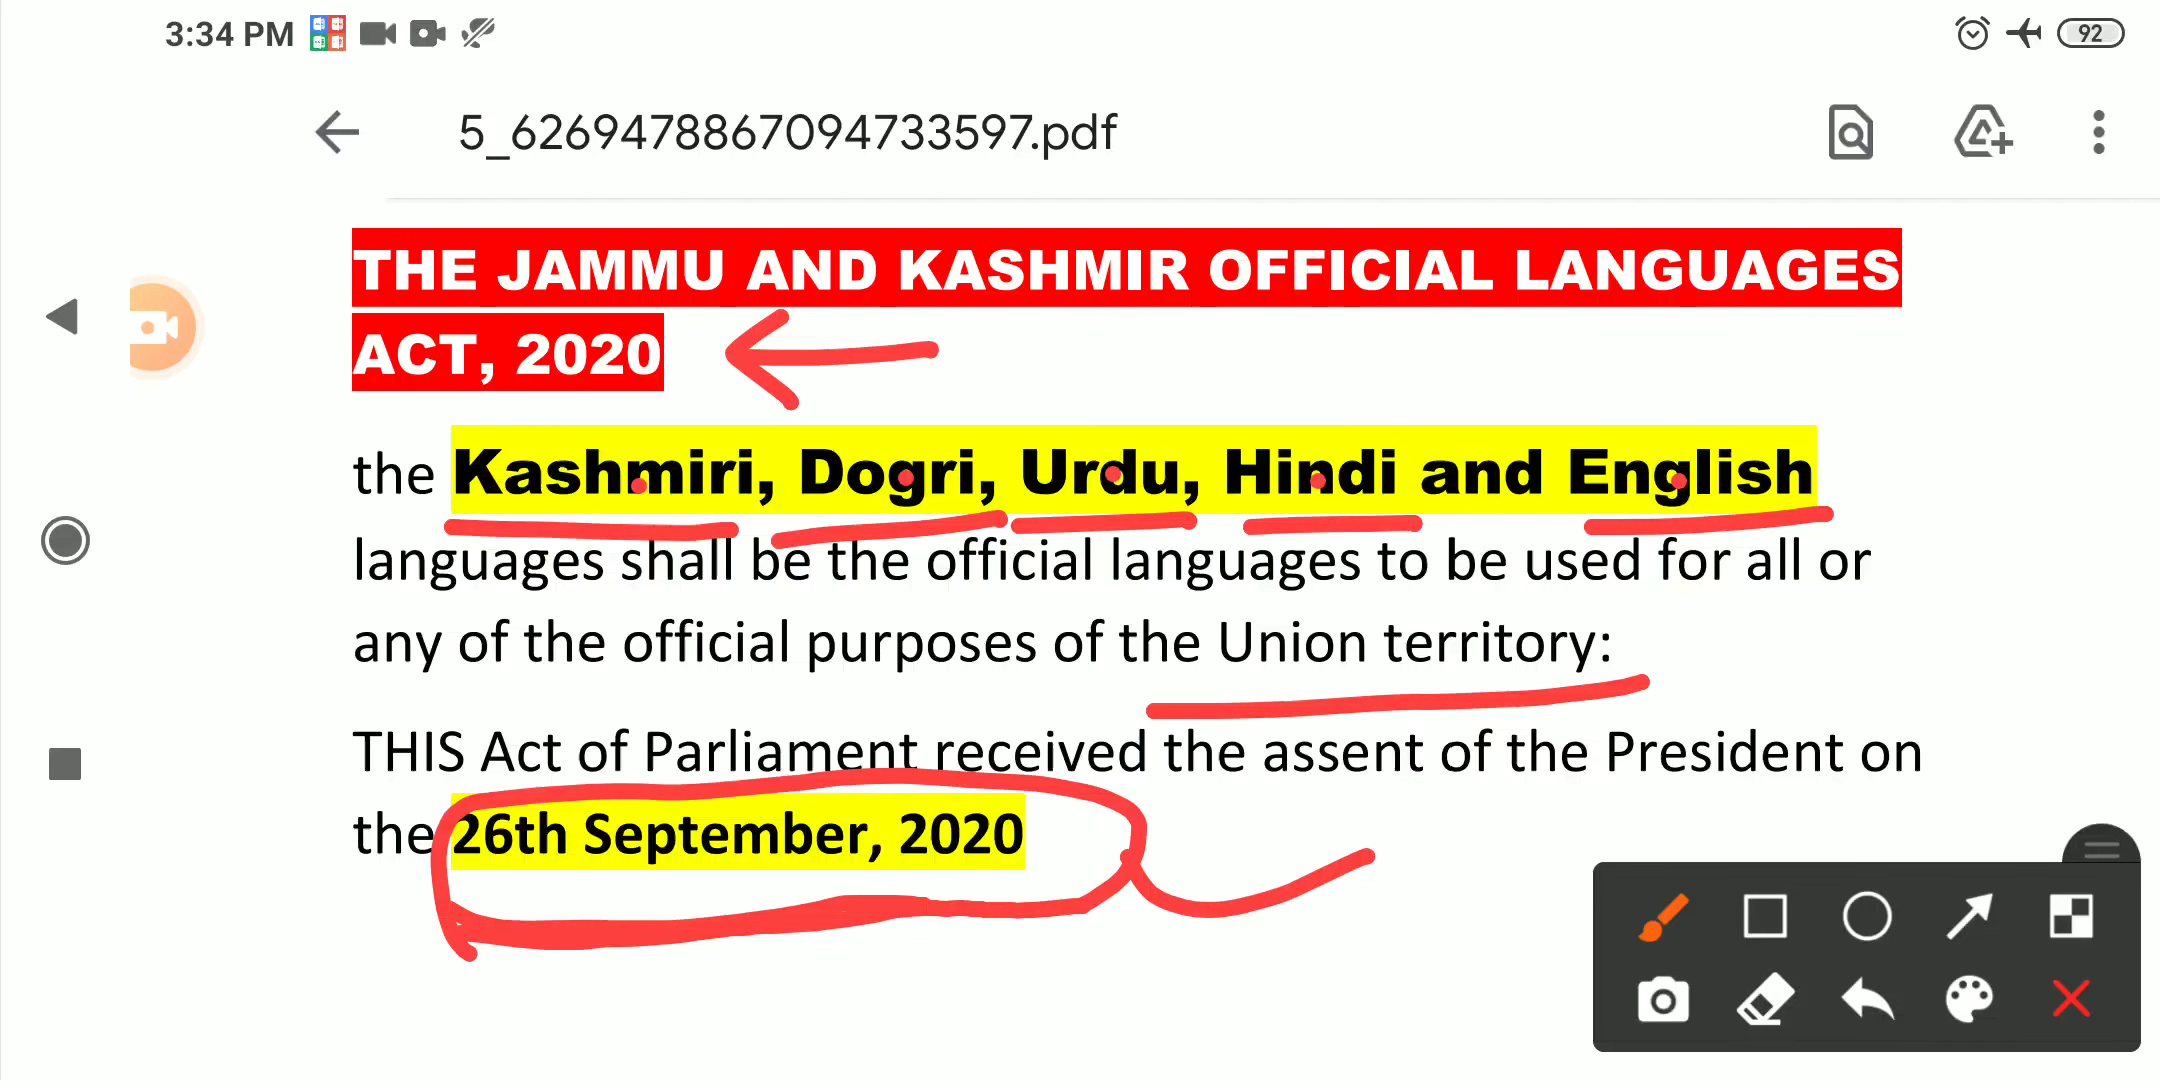 3:34 PM
92
5_6269478867094733597.pdf
THE JAMMU AND KASHMIR OFFICIAL LANGUAGES
ACT, 2020
the Kashmiri, Dogri, Urdu, Hindi and English
languages shall be the official languages to be used for all or
any of the official purposes of the Union territory:
THIS Act of Parliament received the assent of the President on
the 26th September, 2020